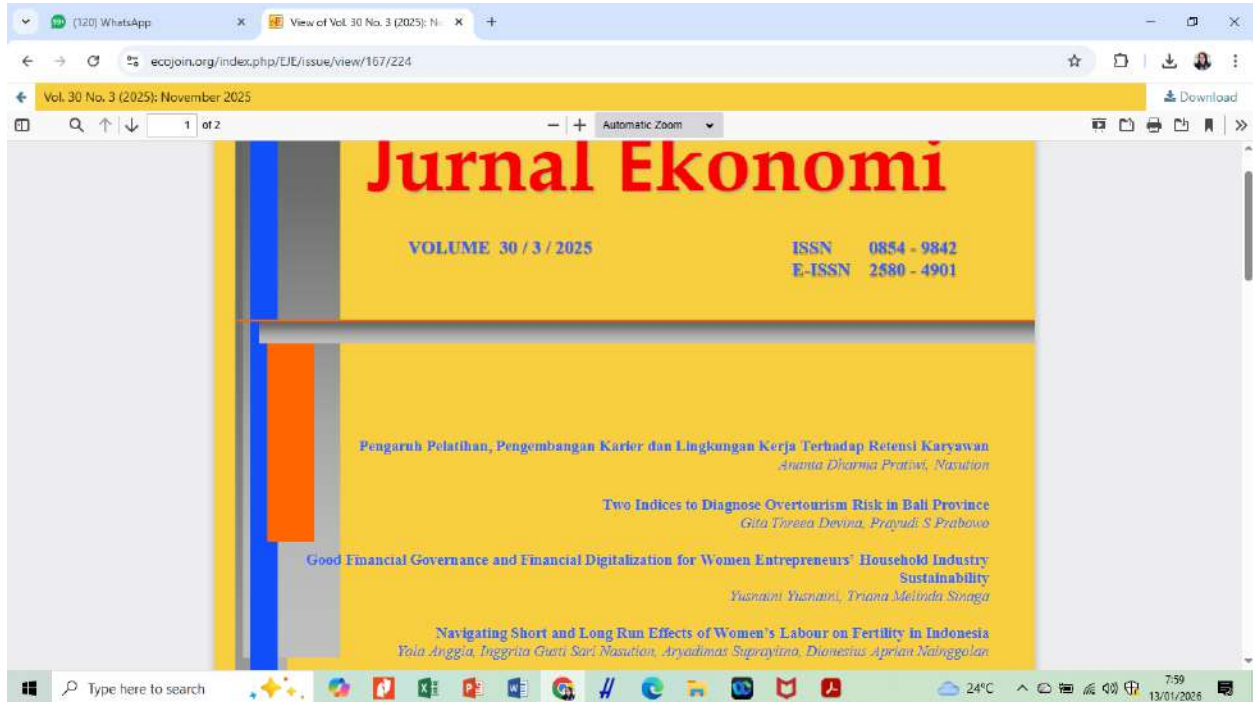 (120) WhatsApp
View of Vol. 30 No. 3 (2025): N
ecojoin.org/index.php/EJE/issue/view/167/224
Vol. 30 No. 3 (2025): November 2025
Download
1 of 2
Automatic Zoom
Jurnal Ekonomi
VOLUME 30 / 3 / 2025
ISSN 0854 - 9842
E-ISSN 2580 - 4901
Pengaruh Pelatihan, Pengembangan Karier dan Lingkungan Kerja Terhadap Retensi Karyawan
Ananta Dharma Pratiwi, Nasution
Two Indices to Diagnose Overtourism Risk in Bali Province
Gita Threea Devina, Prayudi S Prabowo
Good Financial Governance and Financial Digitalization for Women Entrepreneurs' Household Industry
Sustainability
Yusnaini Yusnaini, Triana Melinda Sinaga
Navigating Short and Long Run Effects of Women's Labour on Fertility in Indonesia
Yola Anggia, Inggrita Gusti Sari Nasution, Aryadimas Suprayitno, Dionesius Aprian Nainggolan
Type here to search
24°C
7:59
13/01/2026